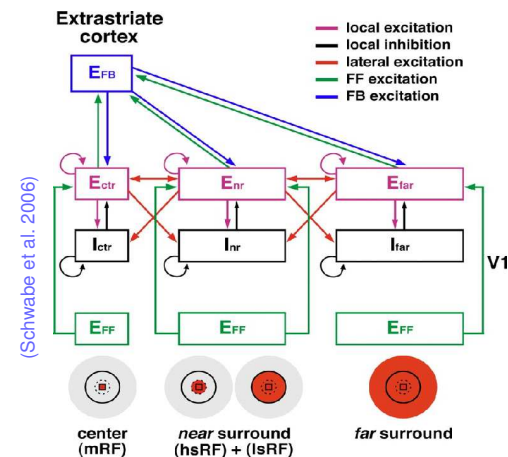 Extrastriate
cortex
local excitation
local inhibition
lateral excitation
FF excitation
FB excitation
EFB
(Schwabe et al. 2006)
Ectr
Enr
Efar
Ictr
Inr
Ifar
V1
EFF
EFF
EFF
center
(mRF)
near surround
(hsRF) + (lsRF)
far surround